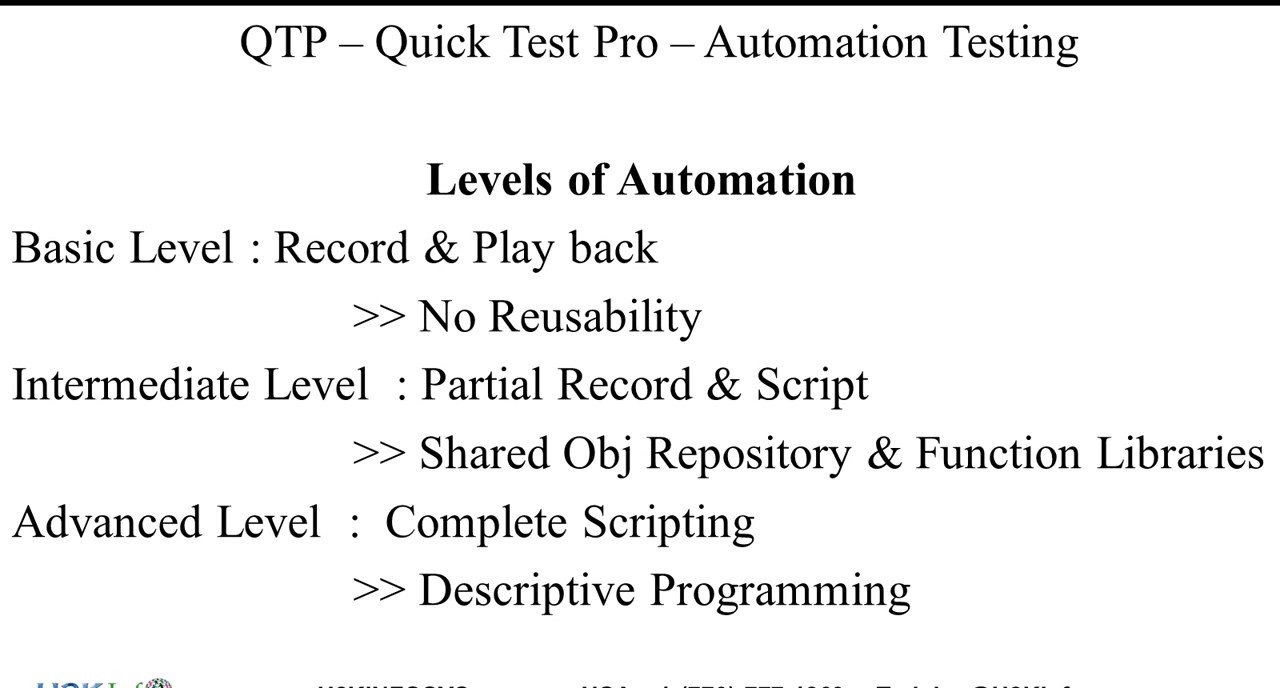 QTP – Quick Test Pro – Automation Testing
Levels of Automation
Basic Level : Record & Play back
>> No Reusability
Intermediate Level : Partial Record & Script
>> Shared Obj Repository & Function Libraries
Advanced Level : Complete Scripting
>> Descriptive Programming